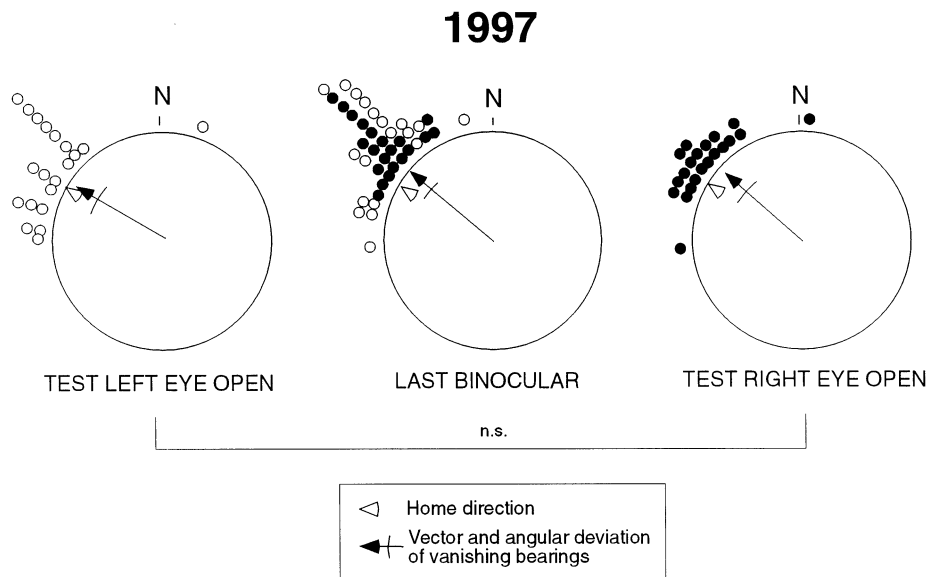 1997
N
N
N
TEST LEFT EYE OPEN
LAST BINOCULAR
TEST RIGHT EYE OPEN
n.s.
Home direction
Vector and angular deviation
of vanishing bearings